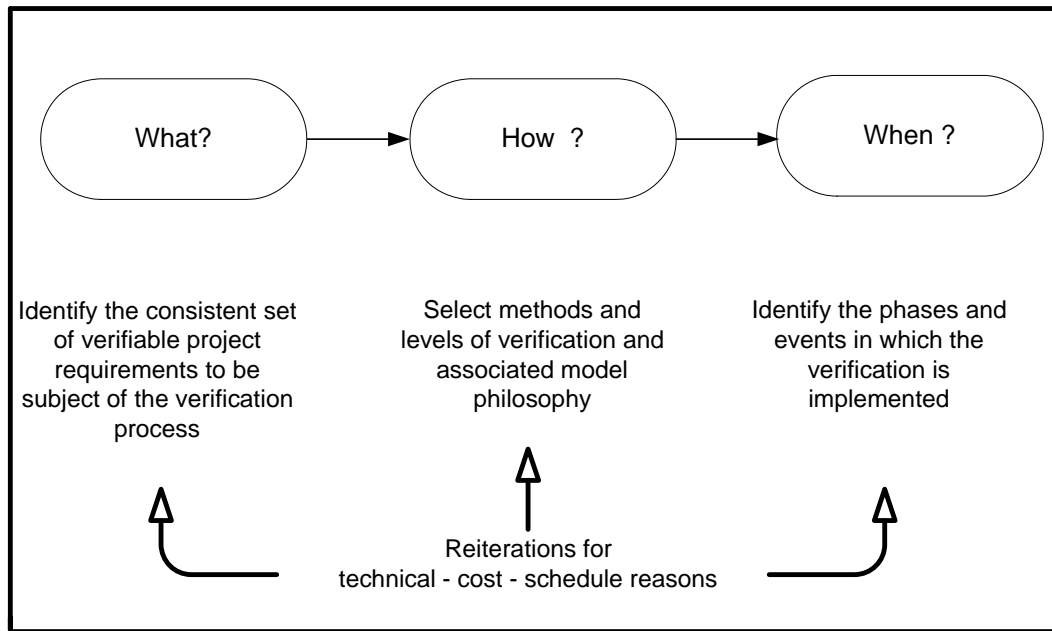 What?
How ?
When ?
Identify the consistent set
of verifiable project
requirements to be
subject of the verification
process
Select methods and
levels of verification and
associated model
philosophy
Identify the phases and
events in which the
verification is
implemented
Reiterations for
technical - cost - schedule reasons